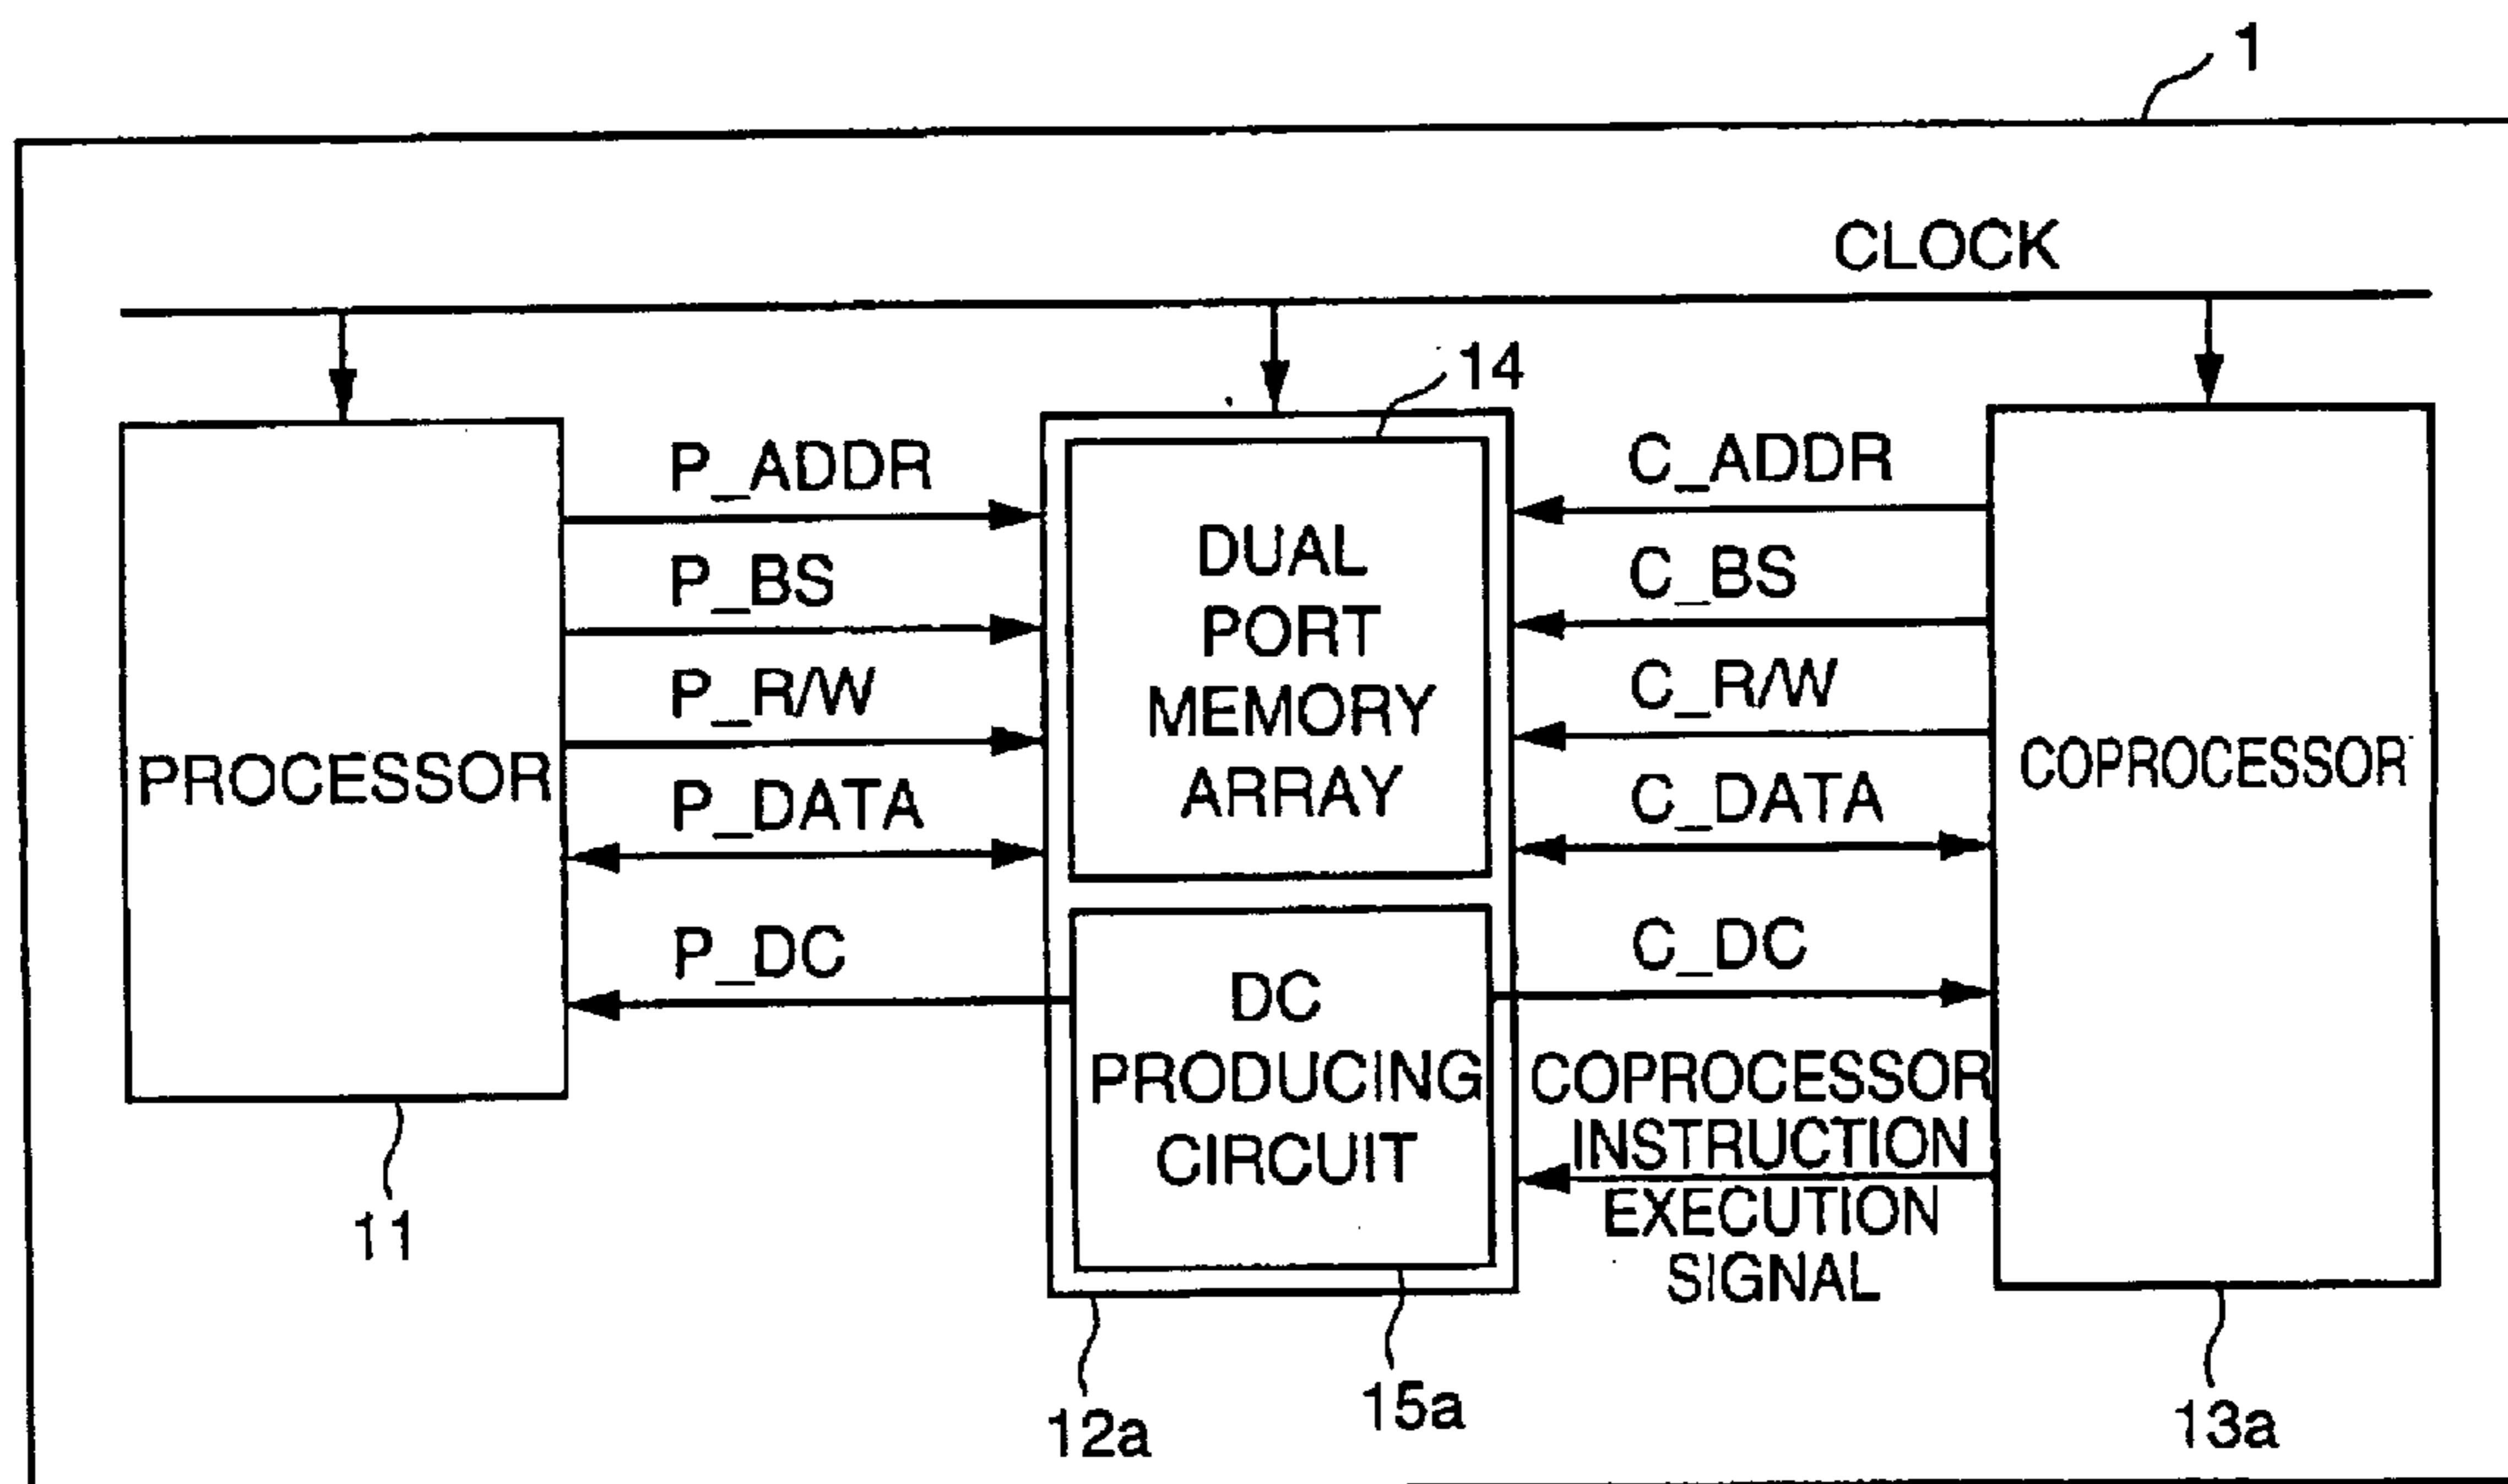 1
CLOCK
14
P_ADDR
P_BS
P_R/W
P_DATA
P_DC
PROCESSOR
11
DUAL
PORT
MEMORY
ARRAY
DC
PRODUCING
CIRCUIT
12a
15a
C_ADDR
C_BS
C_R/W
C_DATA
C_DC
COPROCESSOR
INSTRUCTION
EXECUTION
SIGNAL
COPROCESSOR
13a